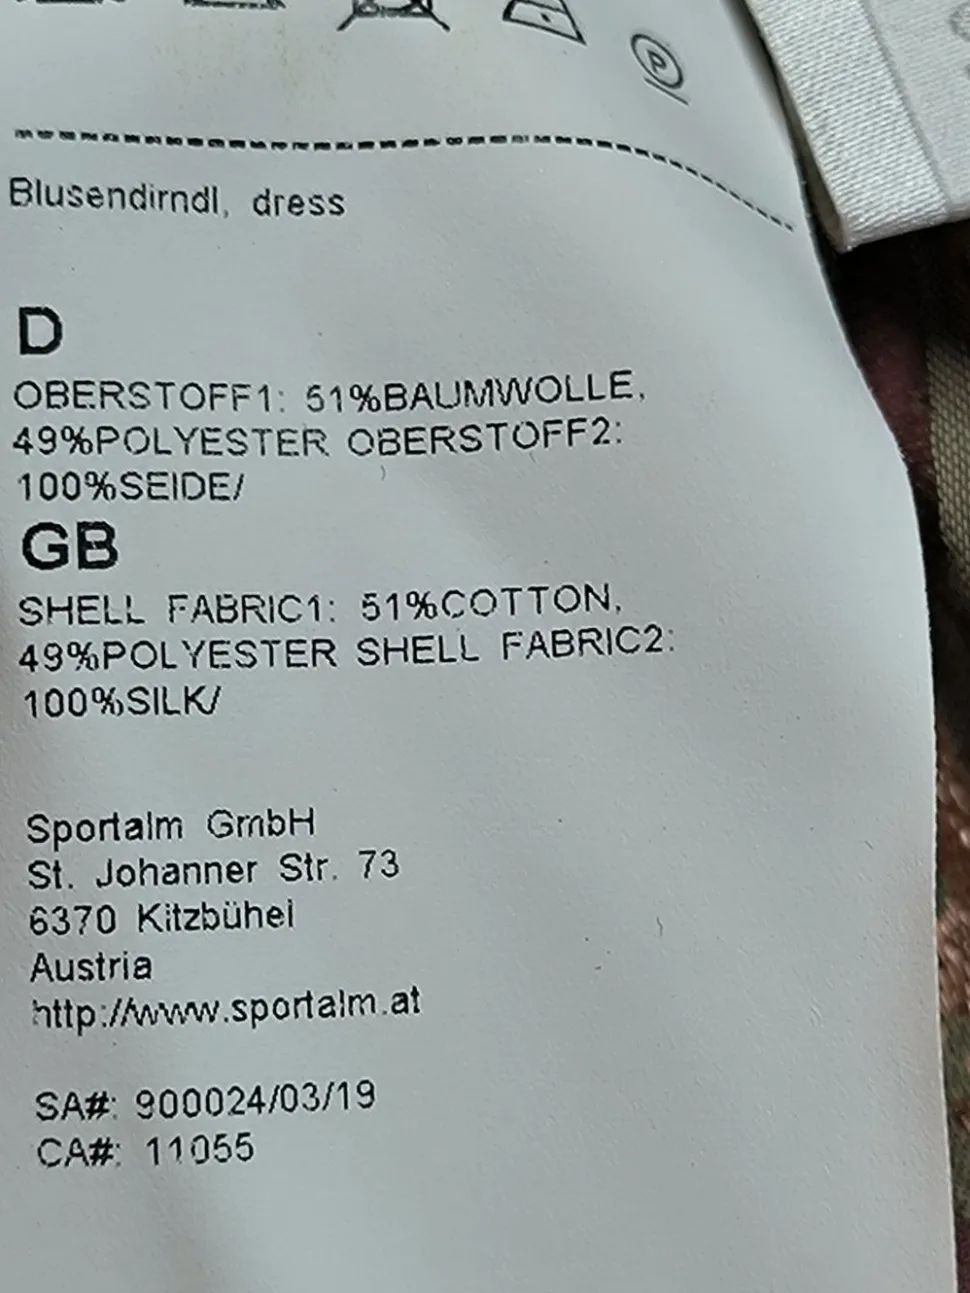 P
Blusendirndl, dress
D
OBERSTOFF1: 51%BAUMWOLLE,
49%POLYESTER OBERSTOFF2:
100%SEIDE/
GB
SHELL FABRIC1: 51%COTTON,
49%POLYESTER SHELL FABRIC2:
100%SILK/
Sportalm GmbH
St. Johanner Str. 73
6370 Kitzbühel
Austria
http://www.sportalm.at
SA#: 900024/03/19
CA#: 11055